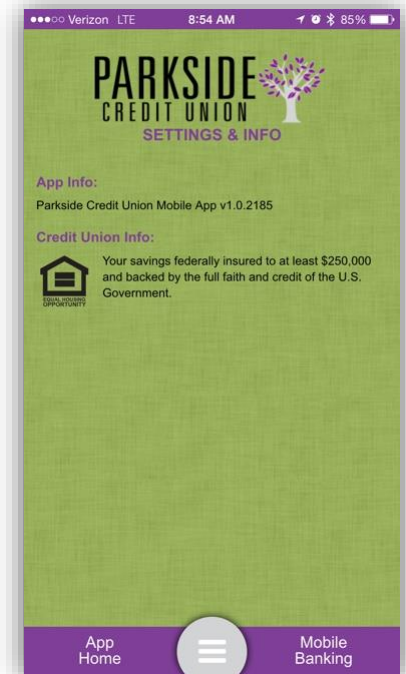 Verizon LTE 8:54 AM 85%
PARKSIDE
CREDIT UNION
SETTINGS & INFO
App Info:
Parkside Credit Union Mobile App v1.0.2185
Credit Union Info:
Your savings federally insured to at least $250,000
and backed by the full faith and credit of the U.S.
Government.
EQUAL HOUSING
OPPORTUNITY
App
Home
Mobile
Banking